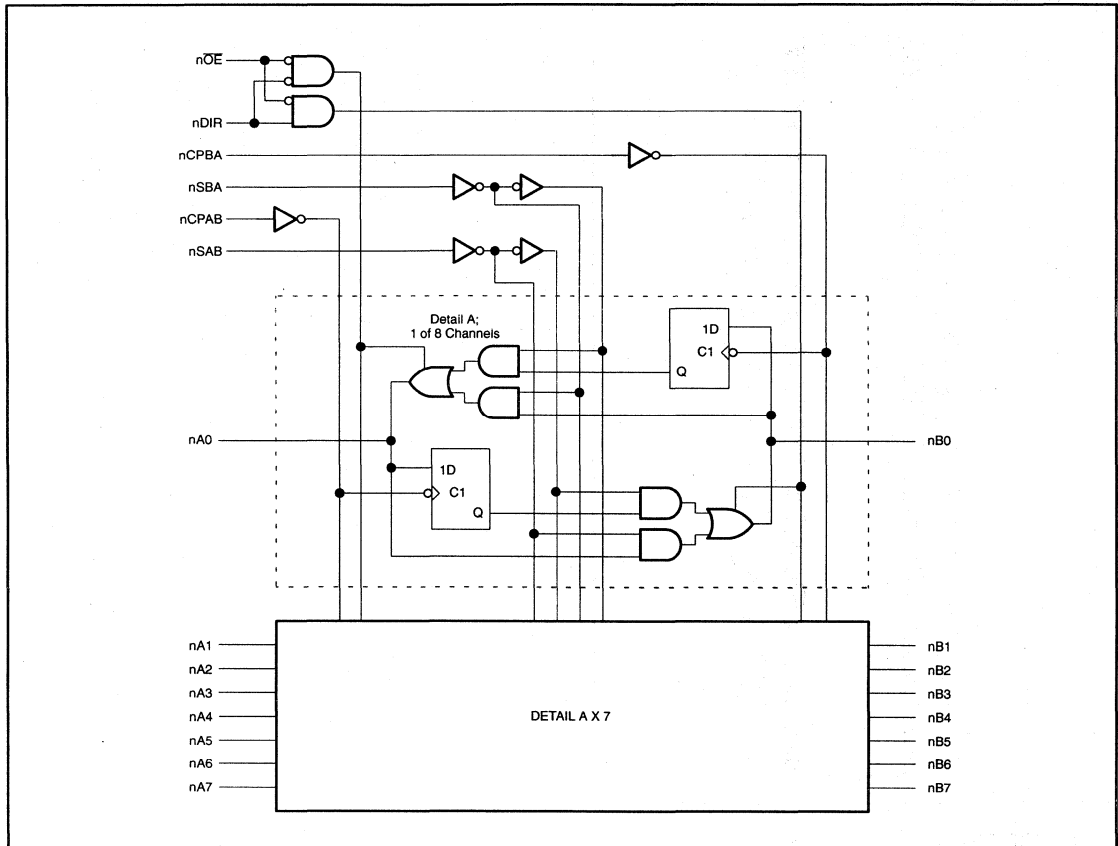 nO̅E̅
nDIR
nCPBA
nSBA
nCPAB
nSAB
Detail A;
1 of 8 Channels
1D
C1
Q
nA0
nB0
1D
C1
Q
nA1
nB1
nA2
nB2
nA3
nB3
nA4
DETAIL A X 7
nB4
nA5
nB5
nA6
nB6
nA7
nB7